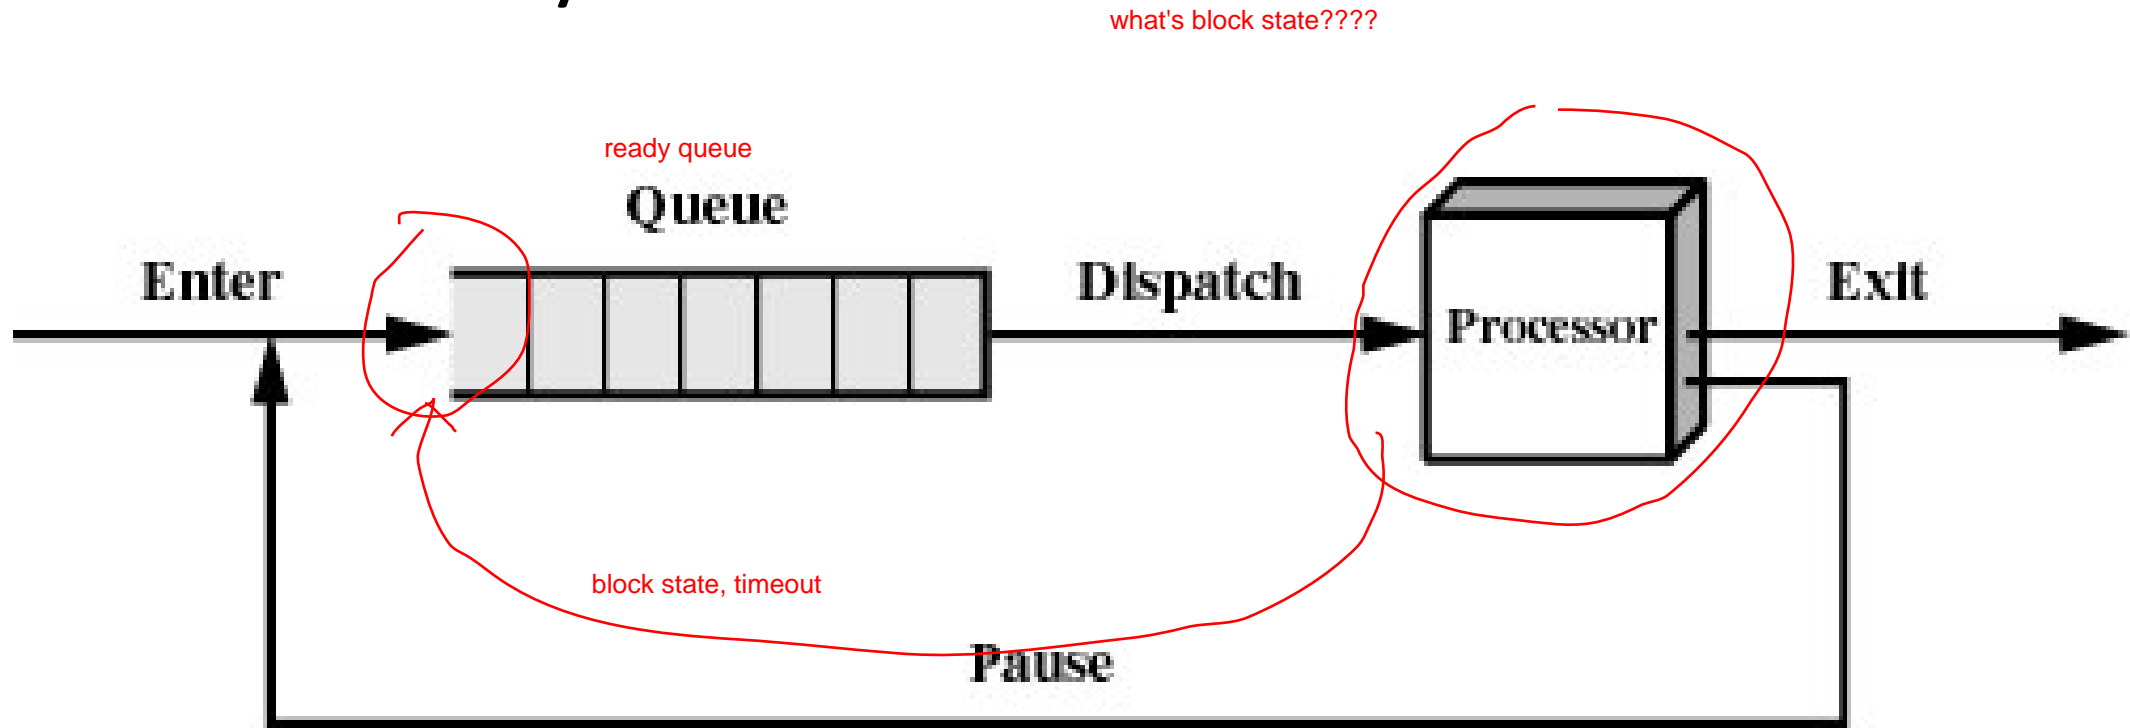 what's block state????
ready queue
Queue
Enter
Dispatch
Processor
Exit
block state, timeout
Pause